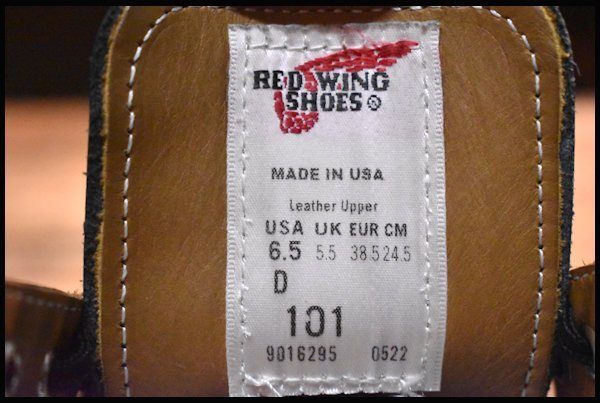 RED WING
SHOES®
MADE IN USA
Leather Upper
USA UK EUR CM
6.5 5.5 38.5 24.5
D
101
9016295 0522